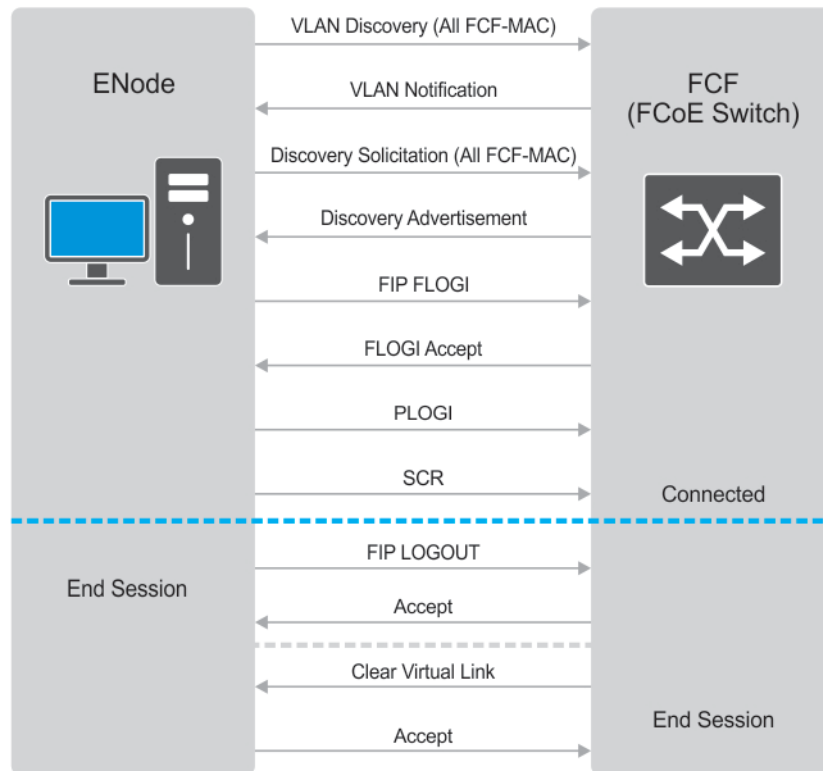 VLAN Discovery (All FCF-MAC)
ENode
FCF
(FCoE Switch)
VLAN Notification
Discovery Solicitation (All FCF-MAC)
Discovery Advertisement
FIP FLOGI
FLOGI Accept
PLOGI
SCR
Connected
FIP LOGOUT
End Session
Accept
Clear Virtual Link
End Session
Accept